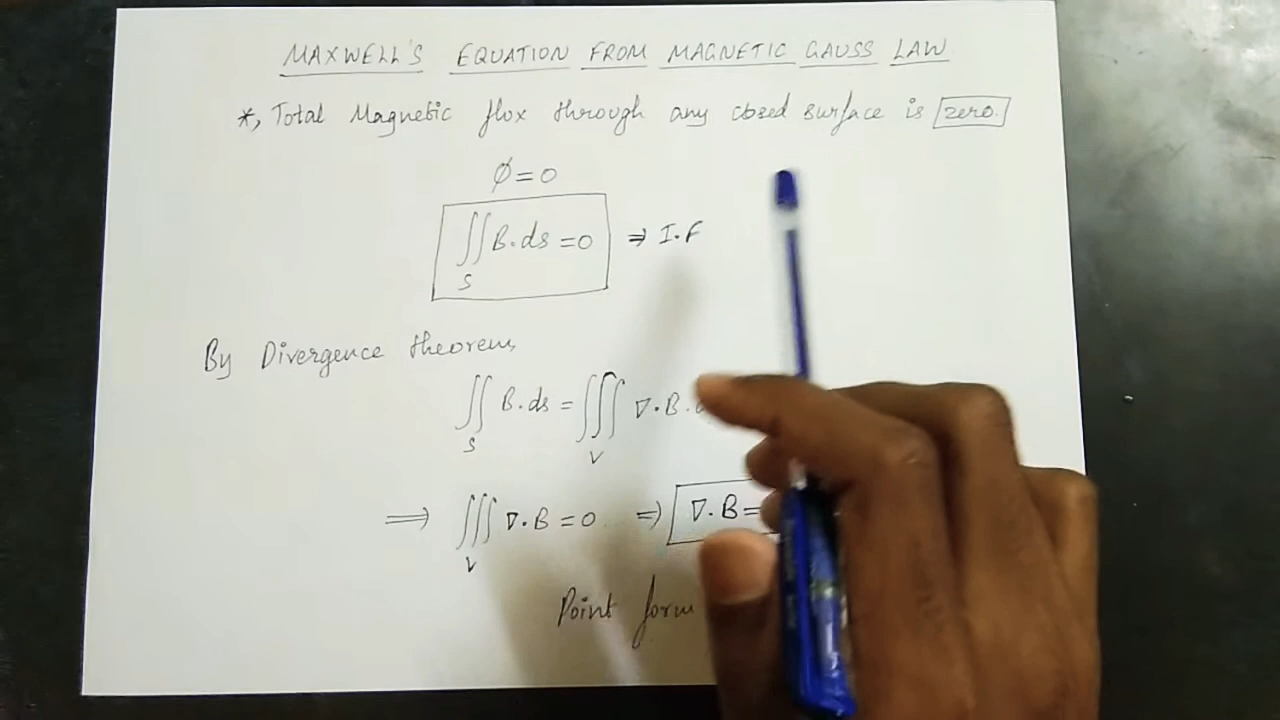 MAXWELL'S EQUATION FROM MAGNETIC GAUSS LAW
*, Total Magnetic flux through any closed surface is zero.
Ø = 0
∬ B.ds = 0 ⇒ I.F
S
By Divergence theorem,
∬ B.ds = ∭ ∇.B.
S V
⟹ ∭ ∇.B = 0 ⇒ ∇.B =
V
Point form